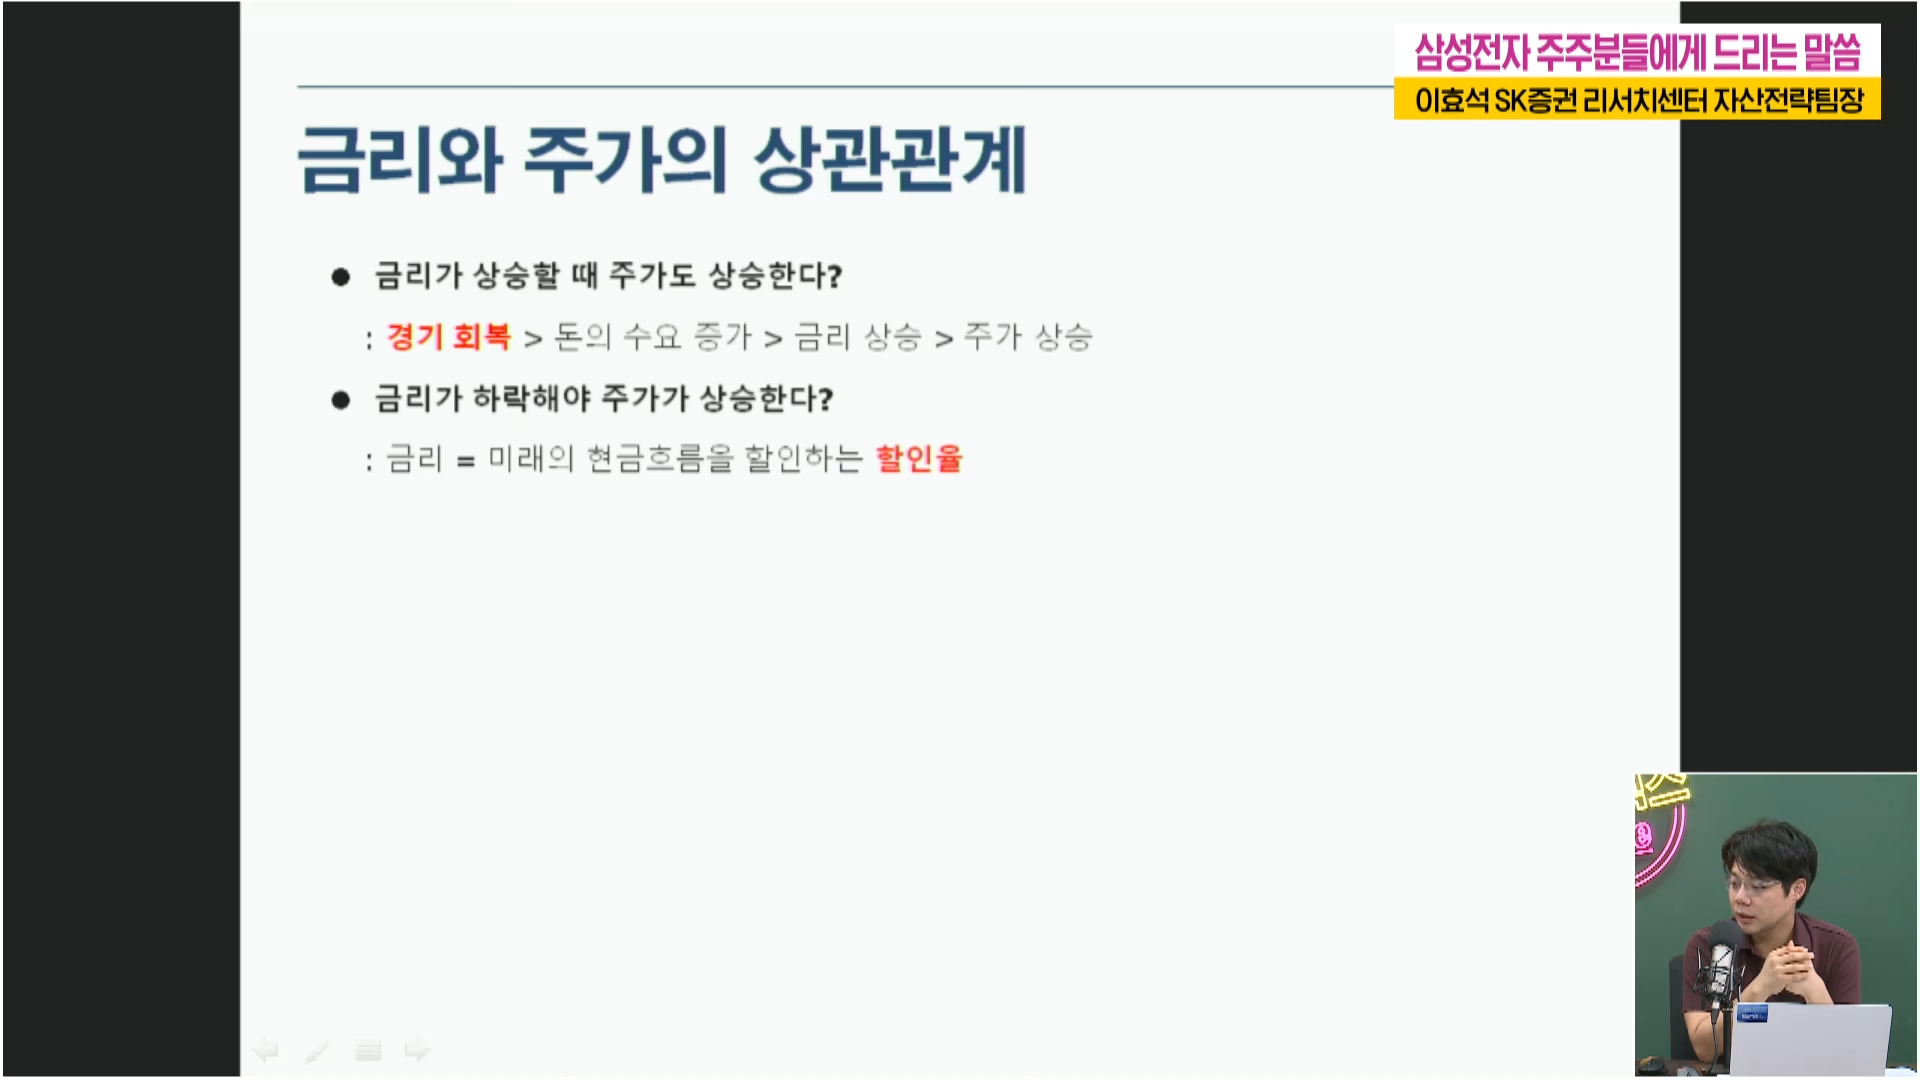 삼성전자 주주분들에게 드리는 말씀
이효석 SK증권 리서치센터 자산전략팀장
금리와 주가의 상관관계
● 금리가 상승할 때 주가도 상승한다?
: 경기 회복 > 돈의 수요 증가 > 금리 상승 > 주가 상승
● 금리가 하락해야 주가가 상승한다?
: 금리 = 미래의 현금흐름을 할인하는 할인율